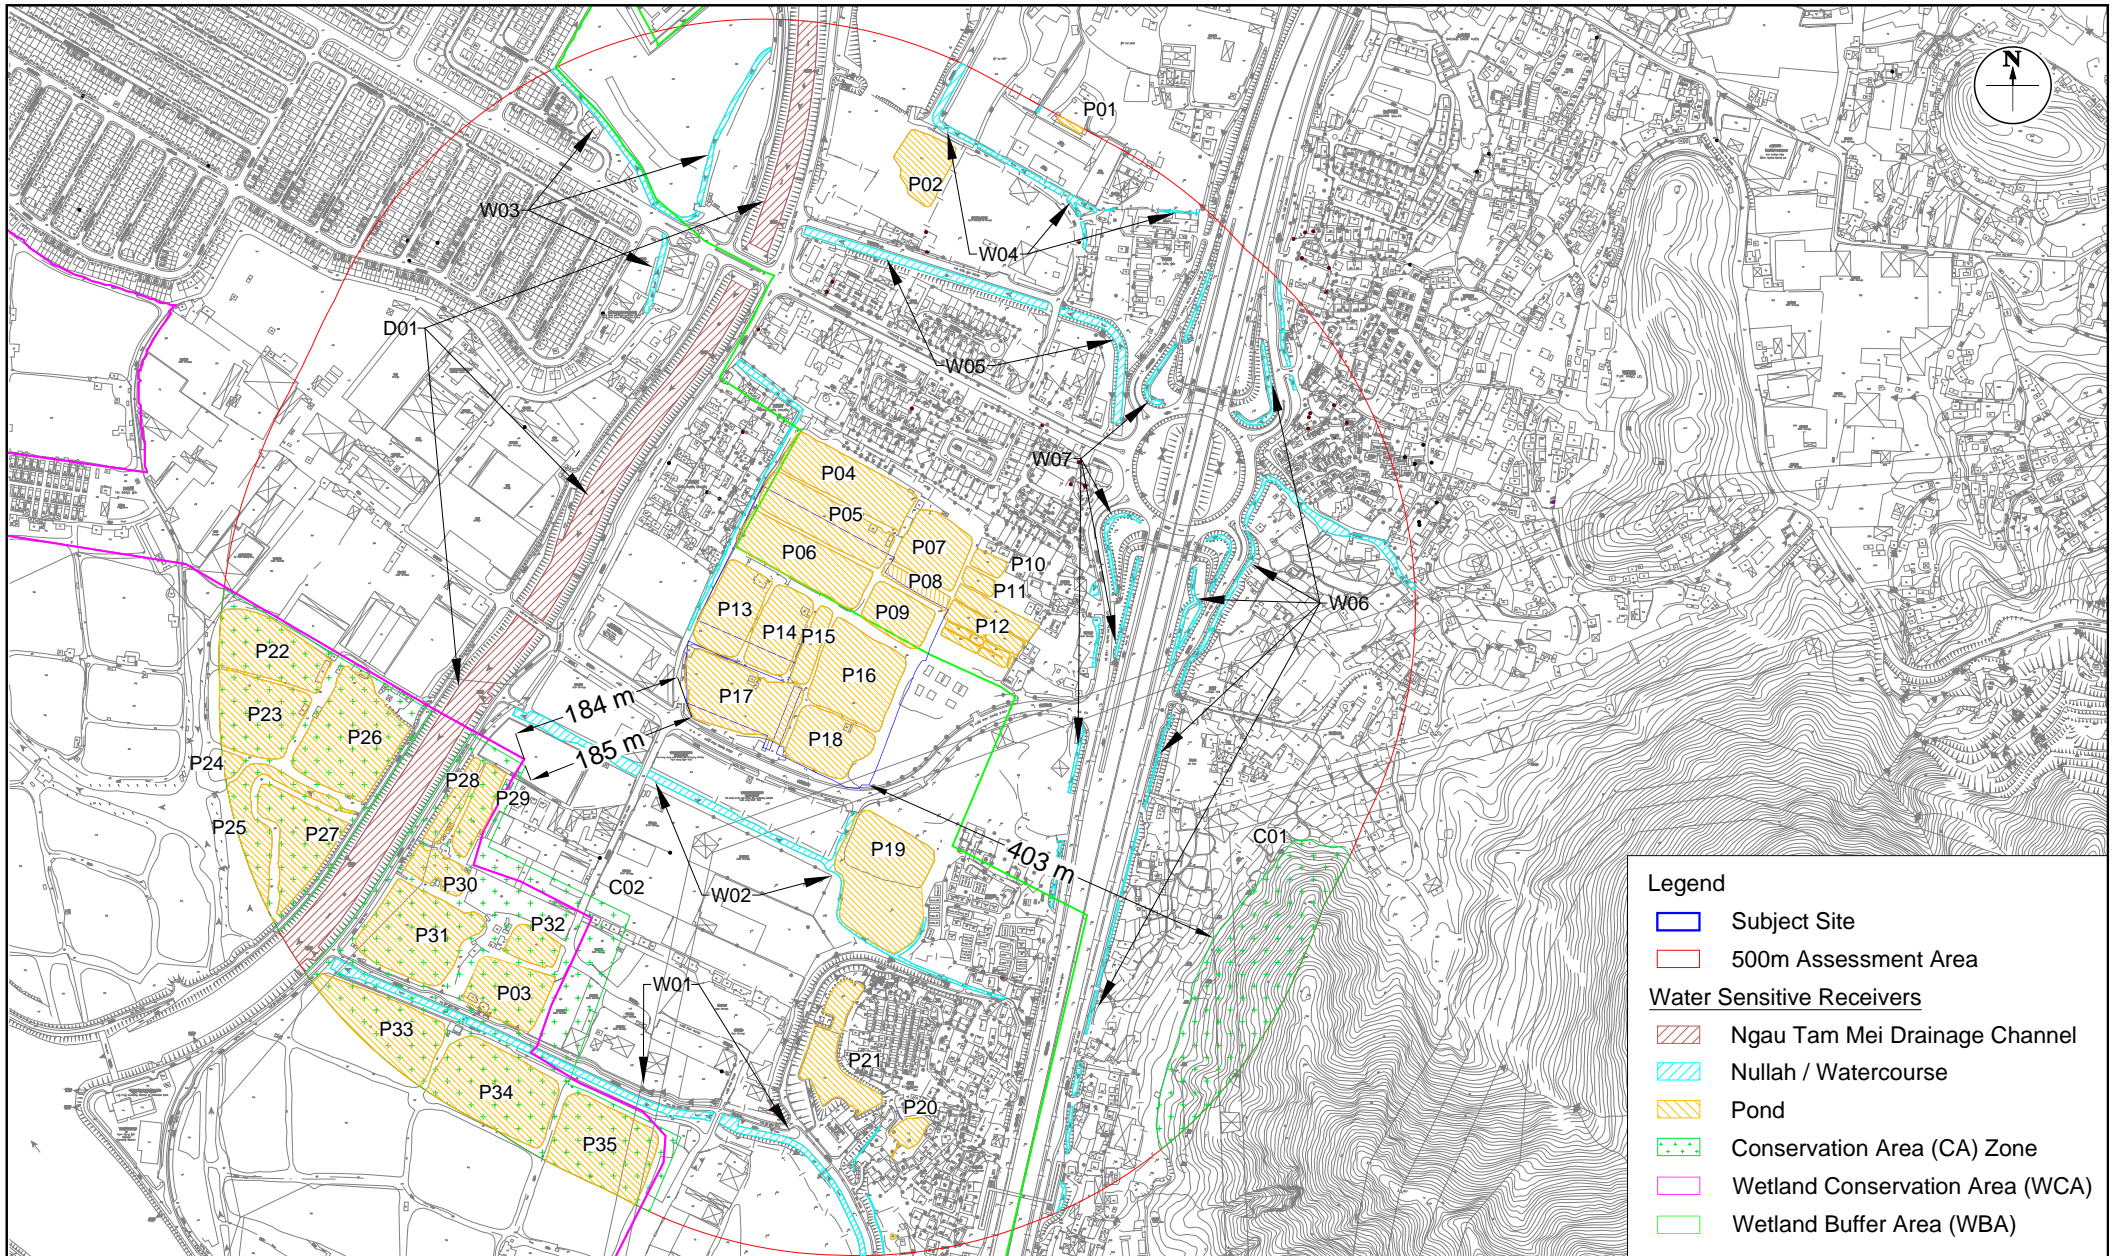 N
P01
P02
W03
W04
D01
W05
W07
P04
P05
P06
P07
P08
P09
P10
P11
P12
P13
P14
P15
P16
P17
P18
W06
P22
P23
P24
P25
P26
P27
P28
P29
184 m
185 m
403 m
C01
P19
C02
W02
P30
P31
P32
P03
W01
P33
P34
P35
P21
P20
Legend
Subject Site
500m Assessment Area
Water Sensitive Receivers
Ngau Tam Mei Drainage Channel
Nullah / Watercourse
Pond
Conservation Area (CA) Zone
Wetland Conservation Area (WCA)
Wetland Buffer Area (WBA)